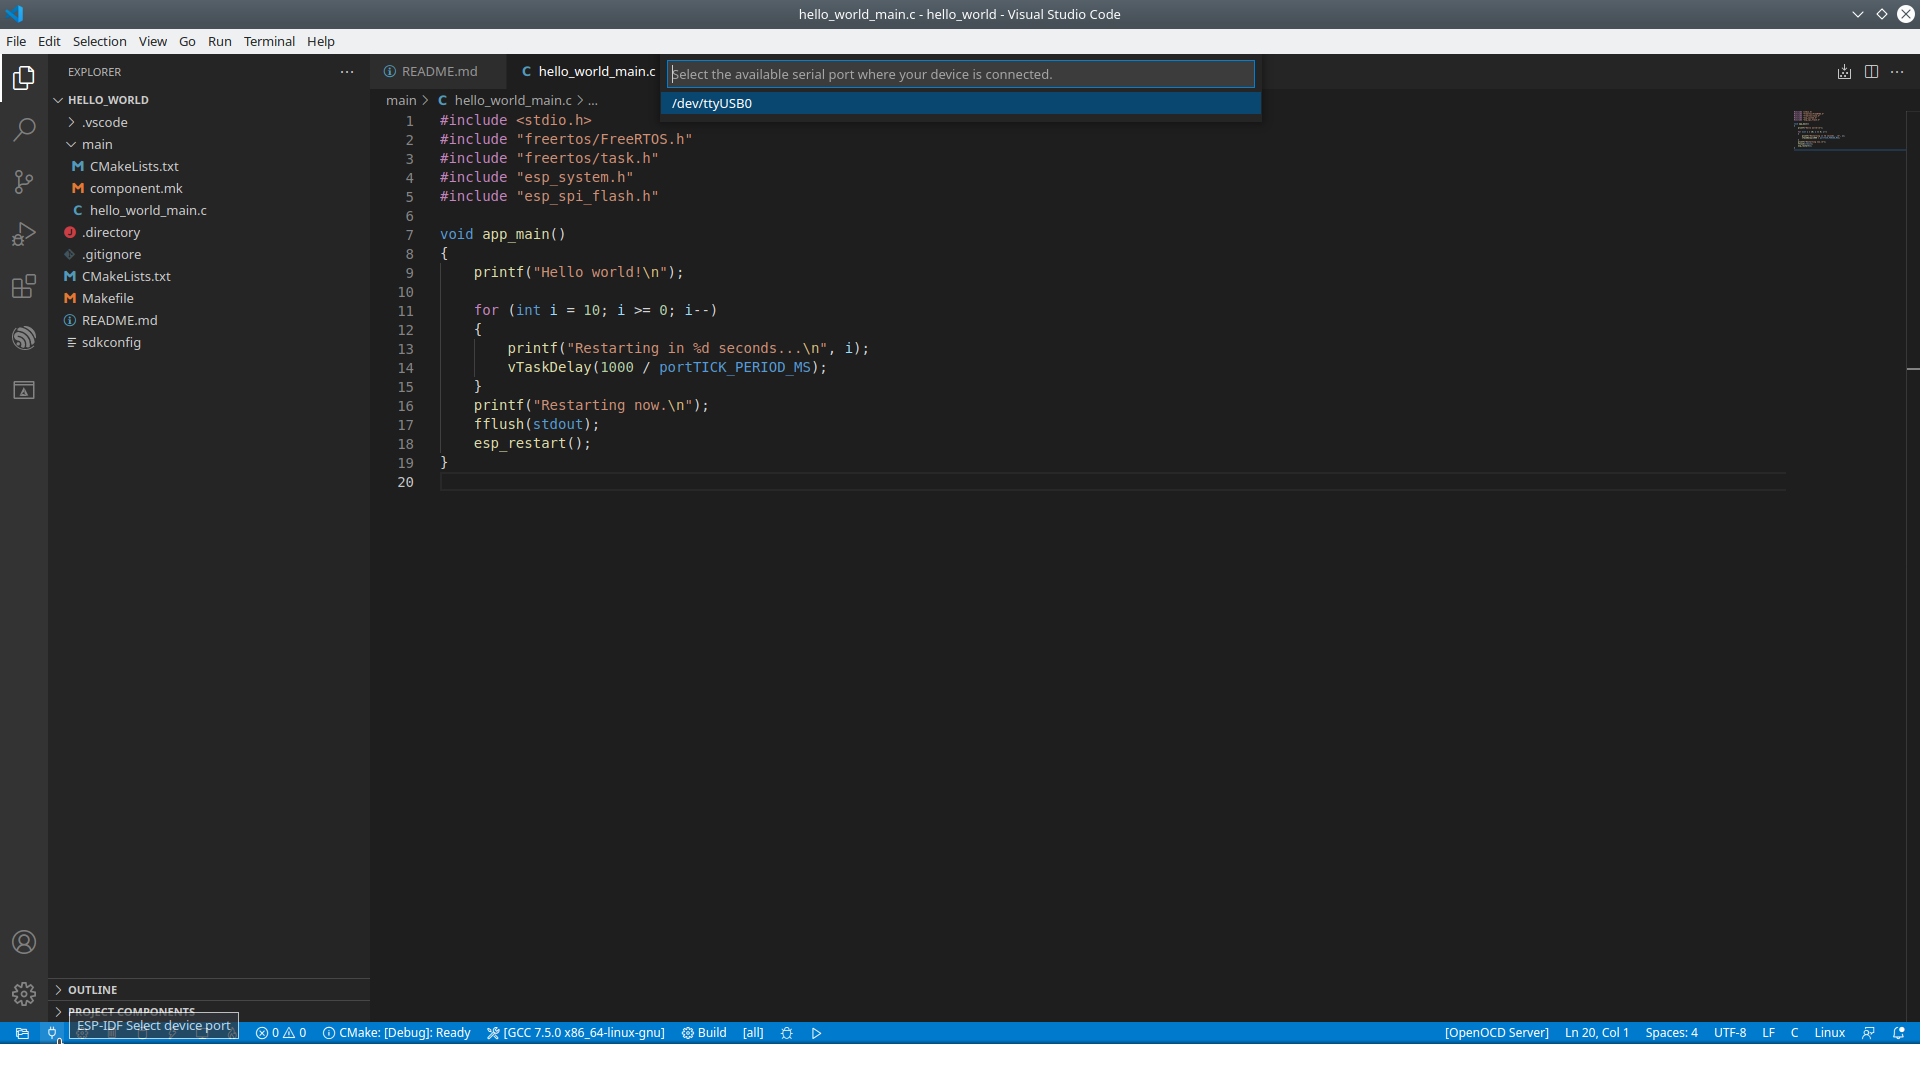 hello_world_main.c - hello_world - Visual Studio Code
File Edit Selection View Go Run Terminal Help
EXPLORER
HELLO_WORLD
.vscode
main
CMakeLists.txt
component.mk
hello_world_main.c
.directory
.gitignore
CMakeLists.txt
Makefile
README.md
sdkconfig
OUTLINE
PROJECT COMPONENTS
README.md hello_world_main.c
Select the available serial port where your device is connected.
/dev/ttyUSB0
main > C hello_world_main.c > ...
1 #include <stdio.h>
2 #include "freertos/FreeRTOS.h"
3 #include "freertos/task.h"
4 #include "esp_system.h"
5 #include "esp_spi_flash.h"
6
7 void app_main()
8 {
9     printf("Hello world!\n");
10
11     for (int i = 10; i >= 0; i--)
12     {
13         printf("Restarting in %d seconds...\n", i);
14         vTaskDelay(1000 / portTICK_PERIOD_MS);
15     }
16     printf("Restarting now.\n");
17     fflush(stdout);
18     esp_restart();
19 }
20
ESP-IDF Select device port
0 0 CMake: [Debug]: Ready [GCC 7.5.0 x86_64-linux-gnu] Build [all] [OpenOCD Server] Ln 20, Col 1 Spaces: 4 UTF-8 LF C Linux